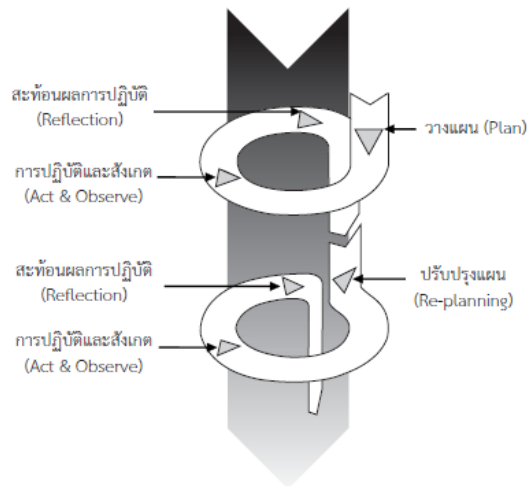 สะท้อนผลการปฏิบัติ
(Reflection)
วางแผน (Plan)
การปฏิบัติและสังเกต
(Act & Observe)
สะท้อนผลการปฏิบัติ
(Reflection)
ปรับปรุงแผน
(Re-planning)
การปฏิบัติและสังเกต
(Act & Observe)